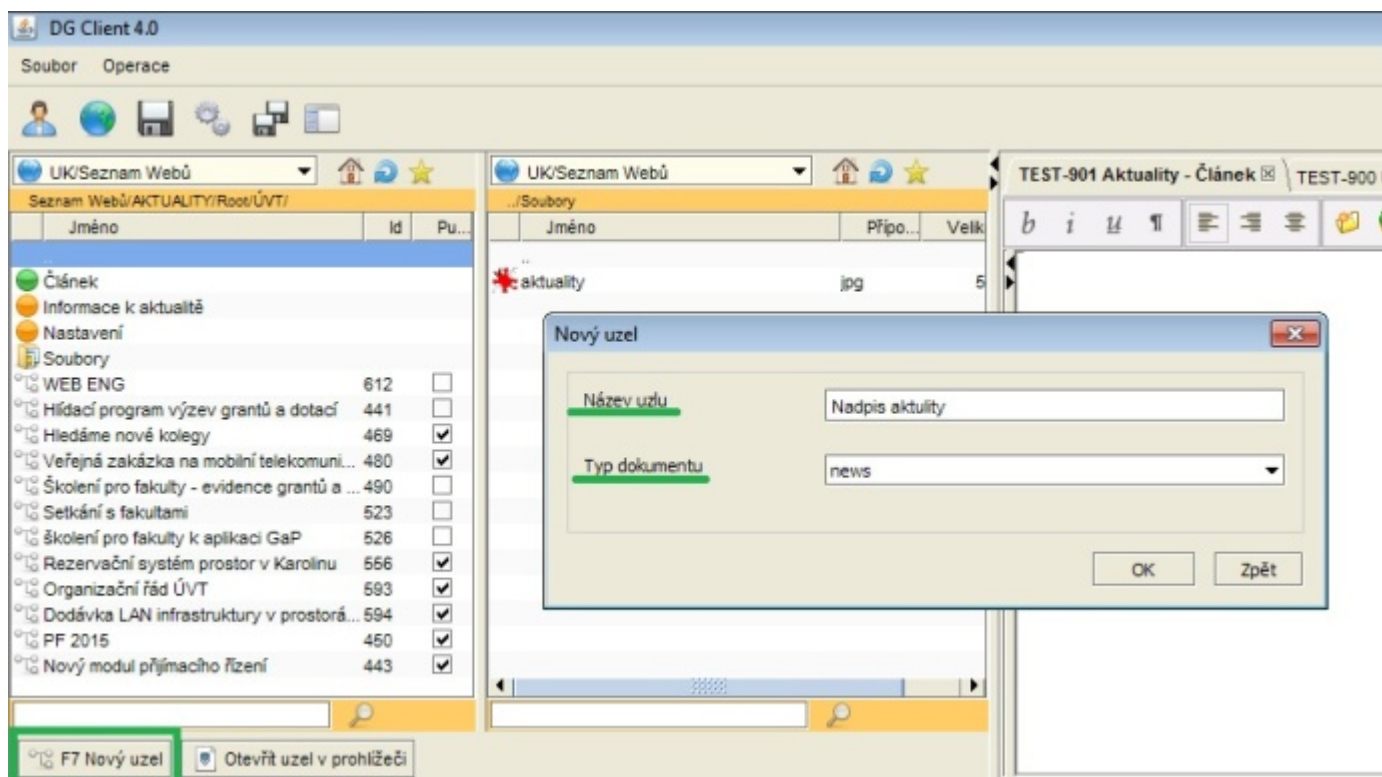 DG Client 4.0
Soubor Operace
UK/Seznam Webů
Seznam Webů/AKTUALITY/Root/ÚVT/
Jméno Id Pu...
..
Článek
Informace k aktualitě
Nastavení
Soubory
WEB ENG 612
Hlídací program výzev grantů a dotací 441
Hledáme nové kolegy 469
Veřejná zakázka na mobilní telekomuni... 480
Školení pro fakulty - evidence grantů a ... 490
Setkání s fakultami 523
školení pro fakulty k aplikaci GaP 526
Rezervační systém prostor v Karolinu 556
Organizační řád ÚVT 593
Dodávka LAN infrastruktury v prostorá... 594
PF 2015 450
Nový modul přijímacího řízení 443
F7 Nový uzel Otevřít uzel v prohlížeči
UK/Seznam Webů
../Soubory
Jméno Přípo... Velik
..
aktuality jpg 5
TEST-901 Aktuality - Článek TEST-900
b i u ¶
Nový uzel
Název uzlu Nadpis aktulity
Typ dokumentu news
OK Zpět